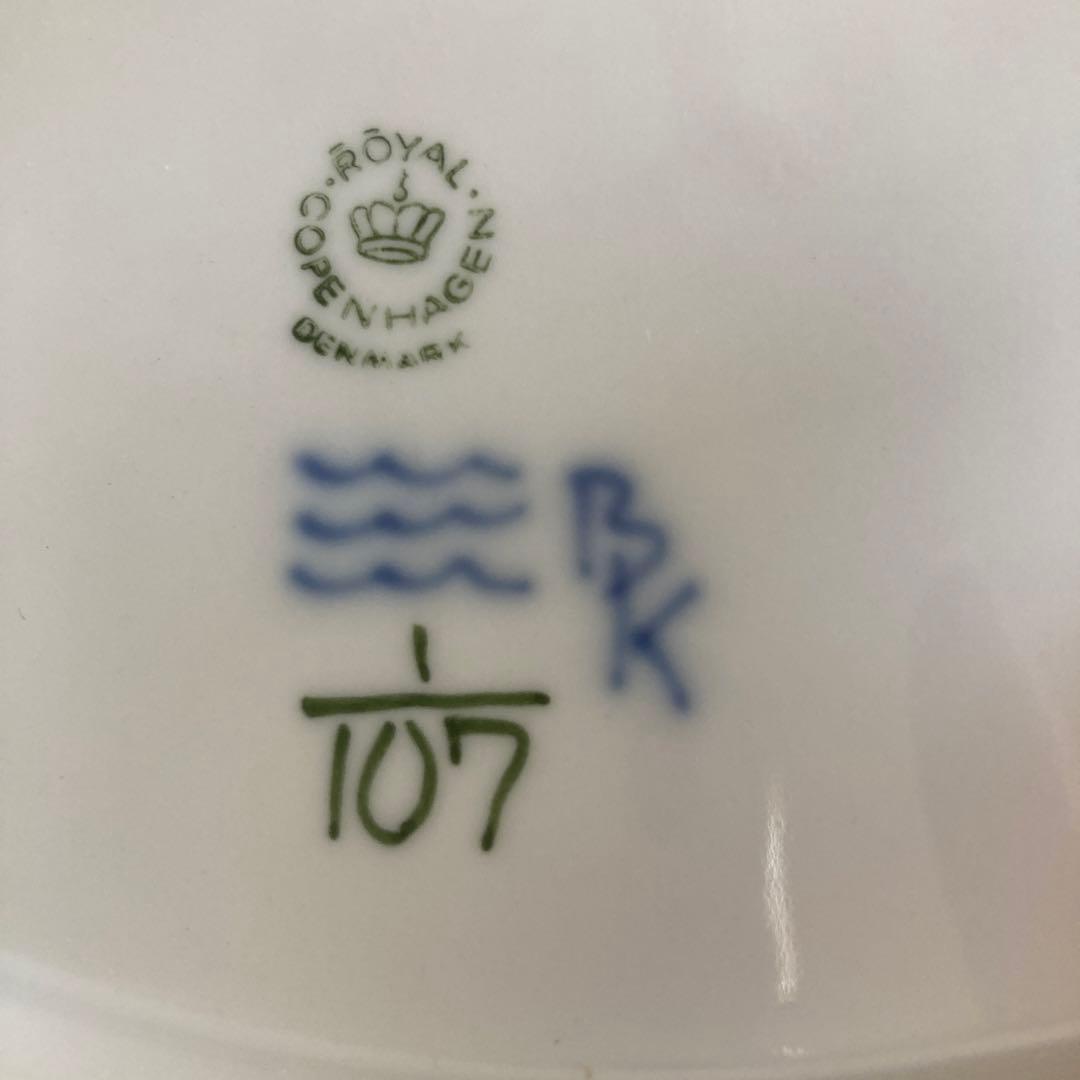 ROYAL
COPENHAGEN
DENMARK
BK
1
107